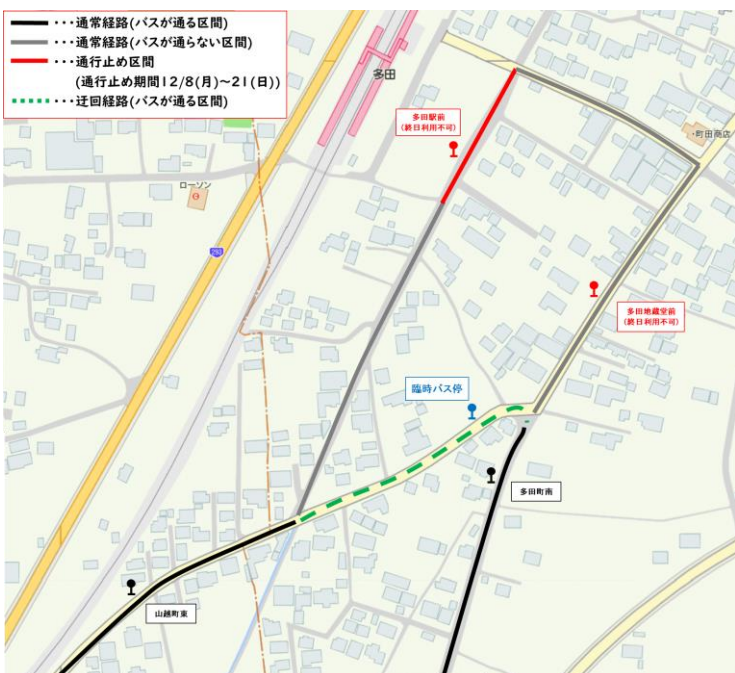 ・・・通常経路(バスが通る区間)
・・・通常経路(バスが通らない区間)
・・・通行止め区間
(通行止め期間12/8(月)～21(日))
・・・迂回経路(バスが通る区間)
多田
多田駅前
(終日利用不可)
町田商店
ローソン
293
多田地蔵堂前
(終日利用不可)
臨時バス停
多田町南
山越町東